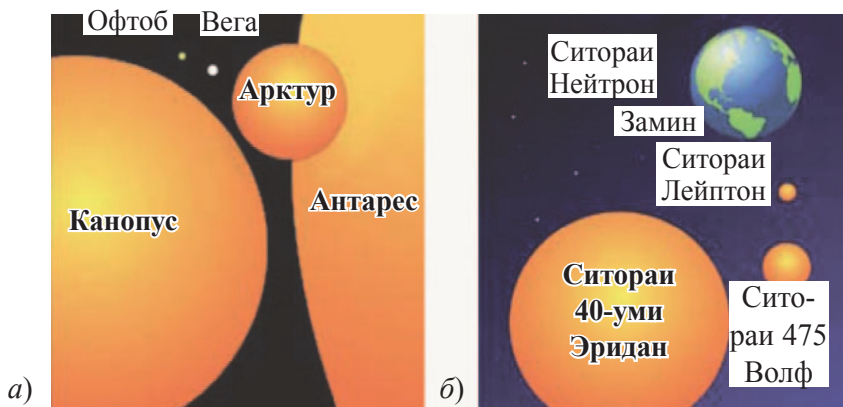 Офтоб
Вега
Арктур
Канопус
Антарес
а)
Ситораи
Нейтрон
Замин
Ситораи
Лейптон
Ситораи
40-уми
Эридан
Сито-
раи 475
Волф
б)